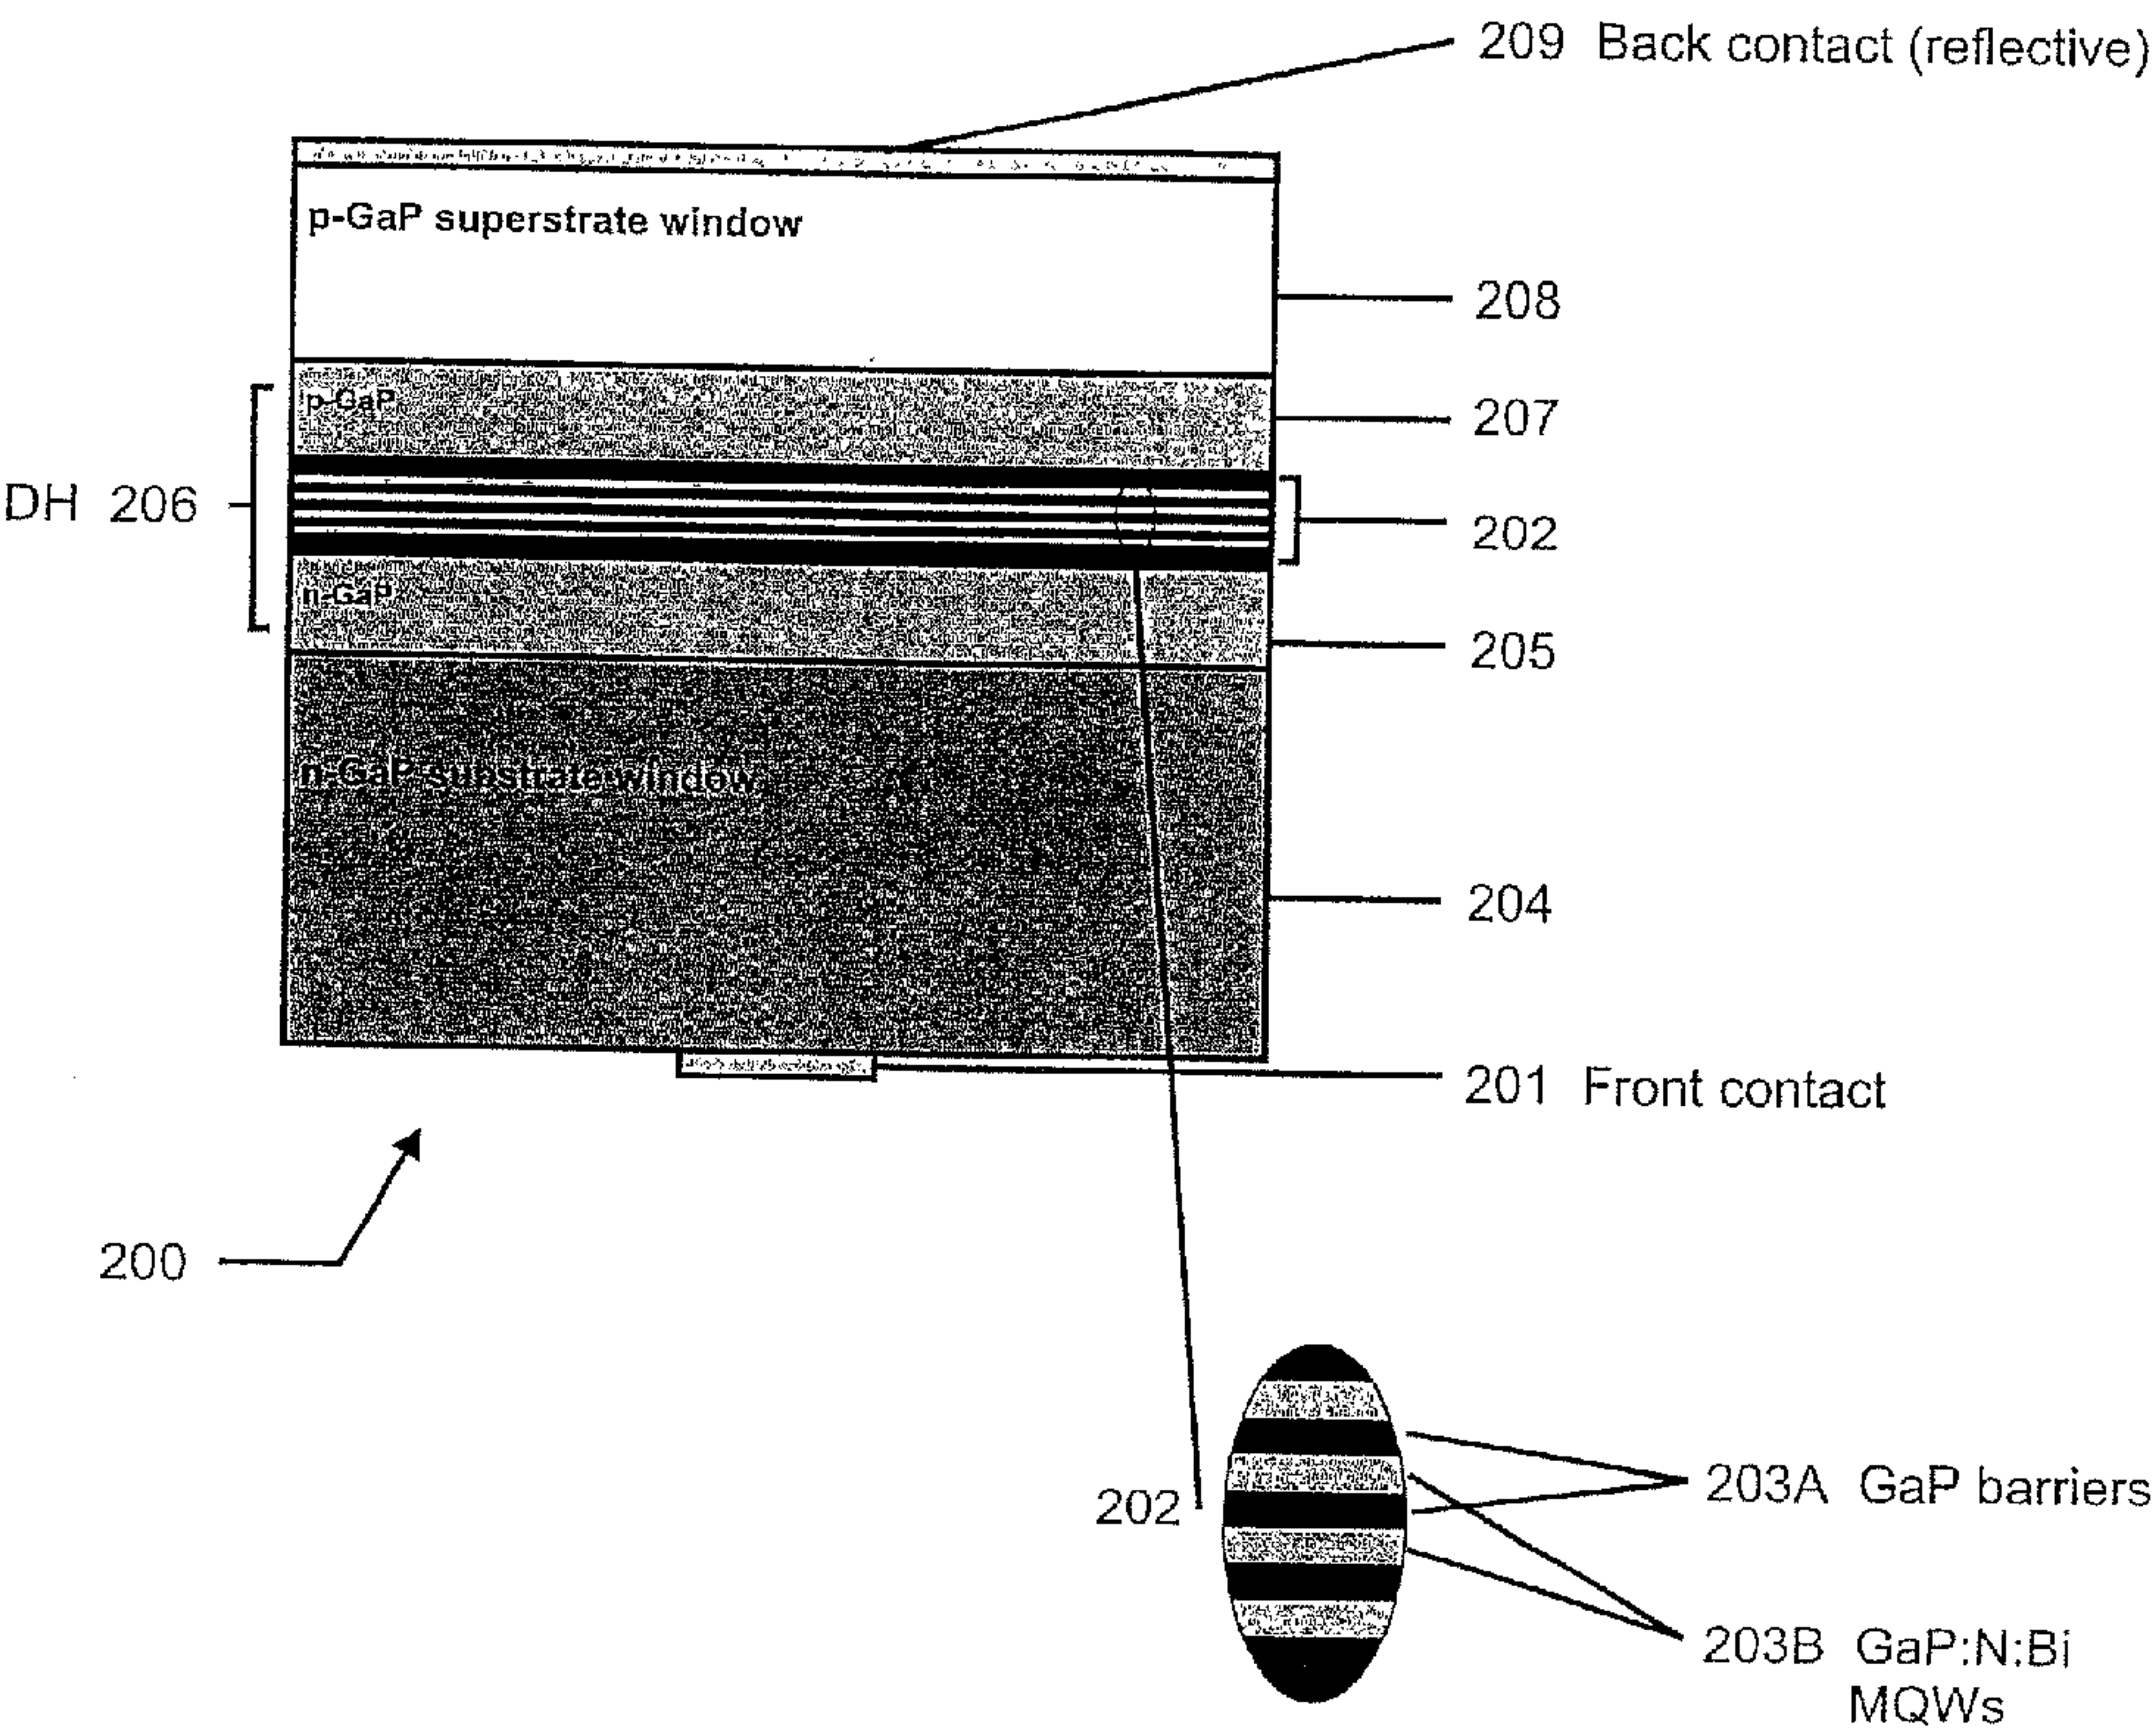 209 Back contact (reflective)
p-GaP superstrate window
208
p-GaP
207
DH 206
202
n-GaP
205
n-GaP substrate window
204
201 Front contact
200
202
203A GaP barriers
203B GaP:N:Bi
MQWs